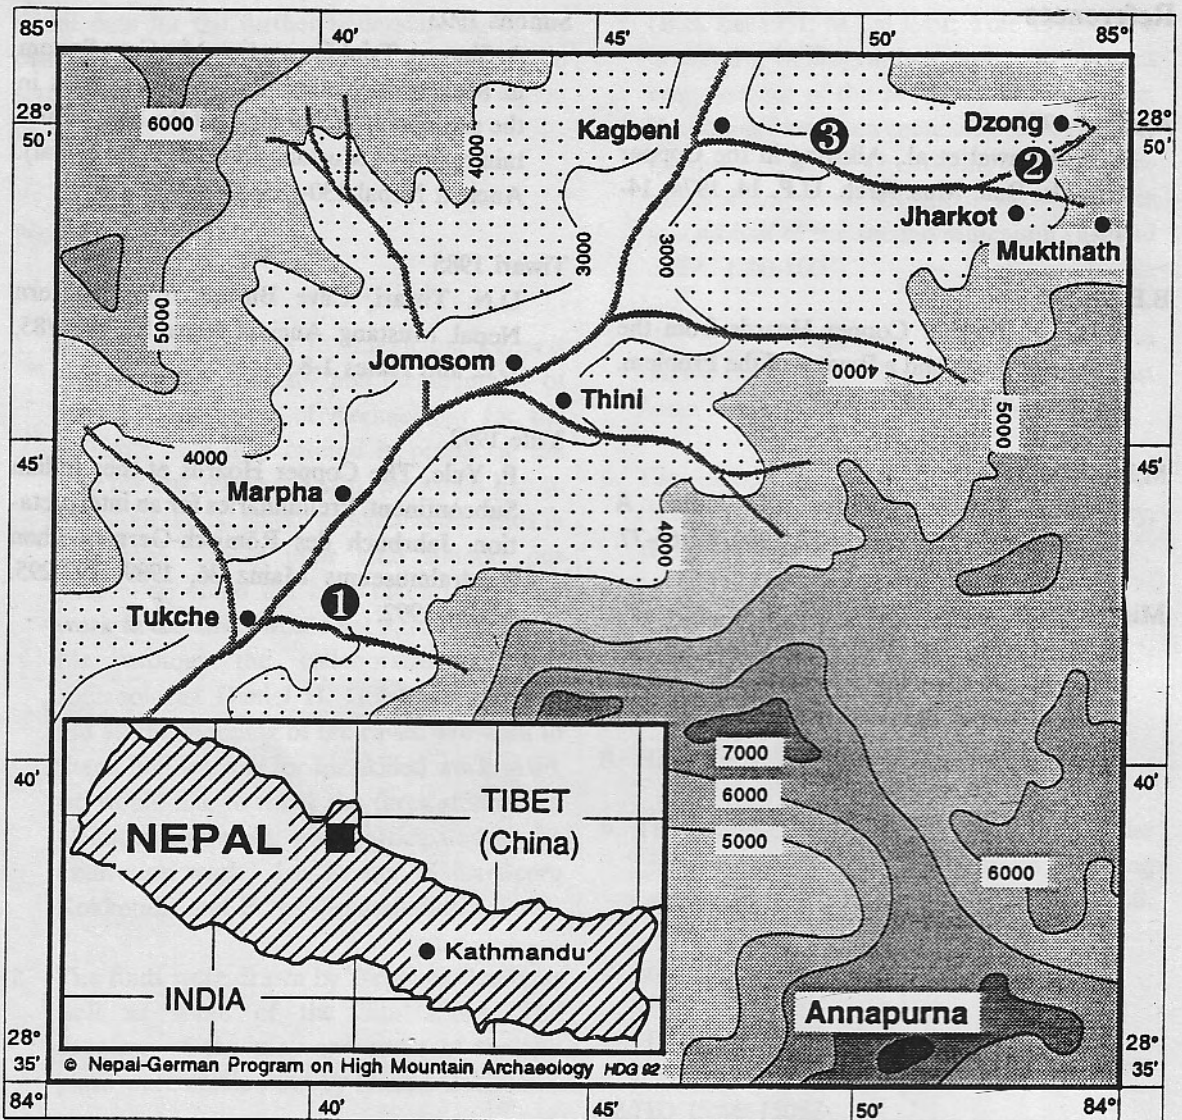 85°
40'
45'
50'
85°
28°
50'
28°
50'
6000
4000
Kagbeni
3
Dzong
2
Jharkot
Muktinath
3000
3000
5000
Jomosom
4000
Thini
5000
45'
4000
45'
Marpha
4000
Tukche
1
40'
7000
40'
6000
5000
6000
TIBET
(China)
NEPAL
Kathmandu
INDIA
Annapurna
28°
35'
28°
35'
© Nepal-German Program on High Mountain Archaeology HDG 92
84°
40'
45'
50'
84°